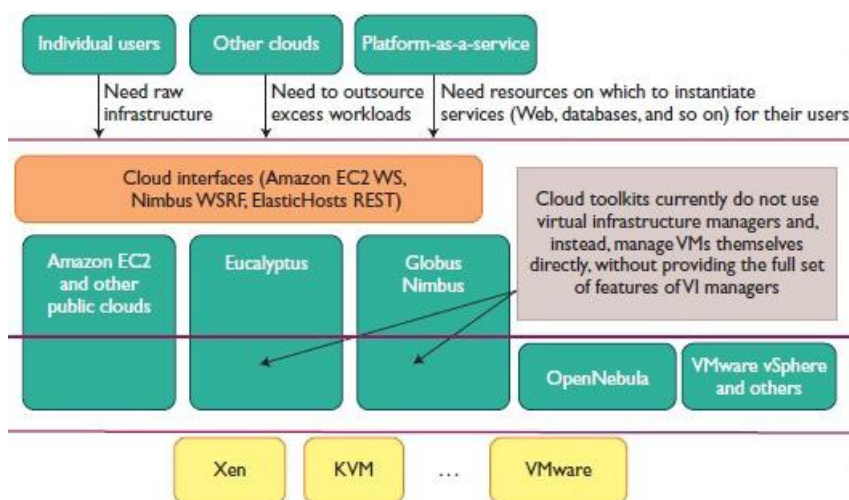 Individual users
Other clouds
Platform-as-a-service
Need raw
infrastructure
Need to outsource
excess workloads
Need resources on which to instantiate
services (Web, databases, and so on) for their users
Cloud interfaces (Amazon EC2 WS,
Nimbus WSRF, ElasticHosts REST)
Cloud toolkits currently do not use
virtual infrastructure managers and,
instead, manage VMs themselves
directly, without providing the full set
of features of VI managers
Amazon EC2
and other
public clouds
Eucalyptus
Globus
Nimbus
OpenNebula
VMware vSphere
and others
Xen
KVM
...
VMware